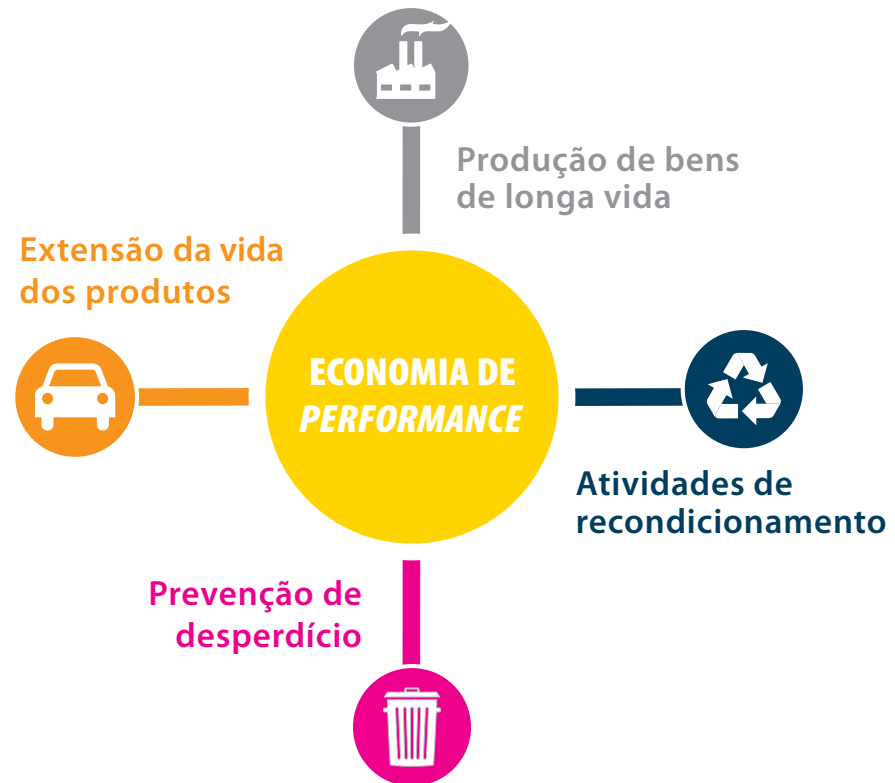 Produção de bens
de longa vida
Extensão da vida
dos produtos
ECONOMIA DE
PERFORMANCE
Atividades de
recondicionamento
Prevenção de
desperdício